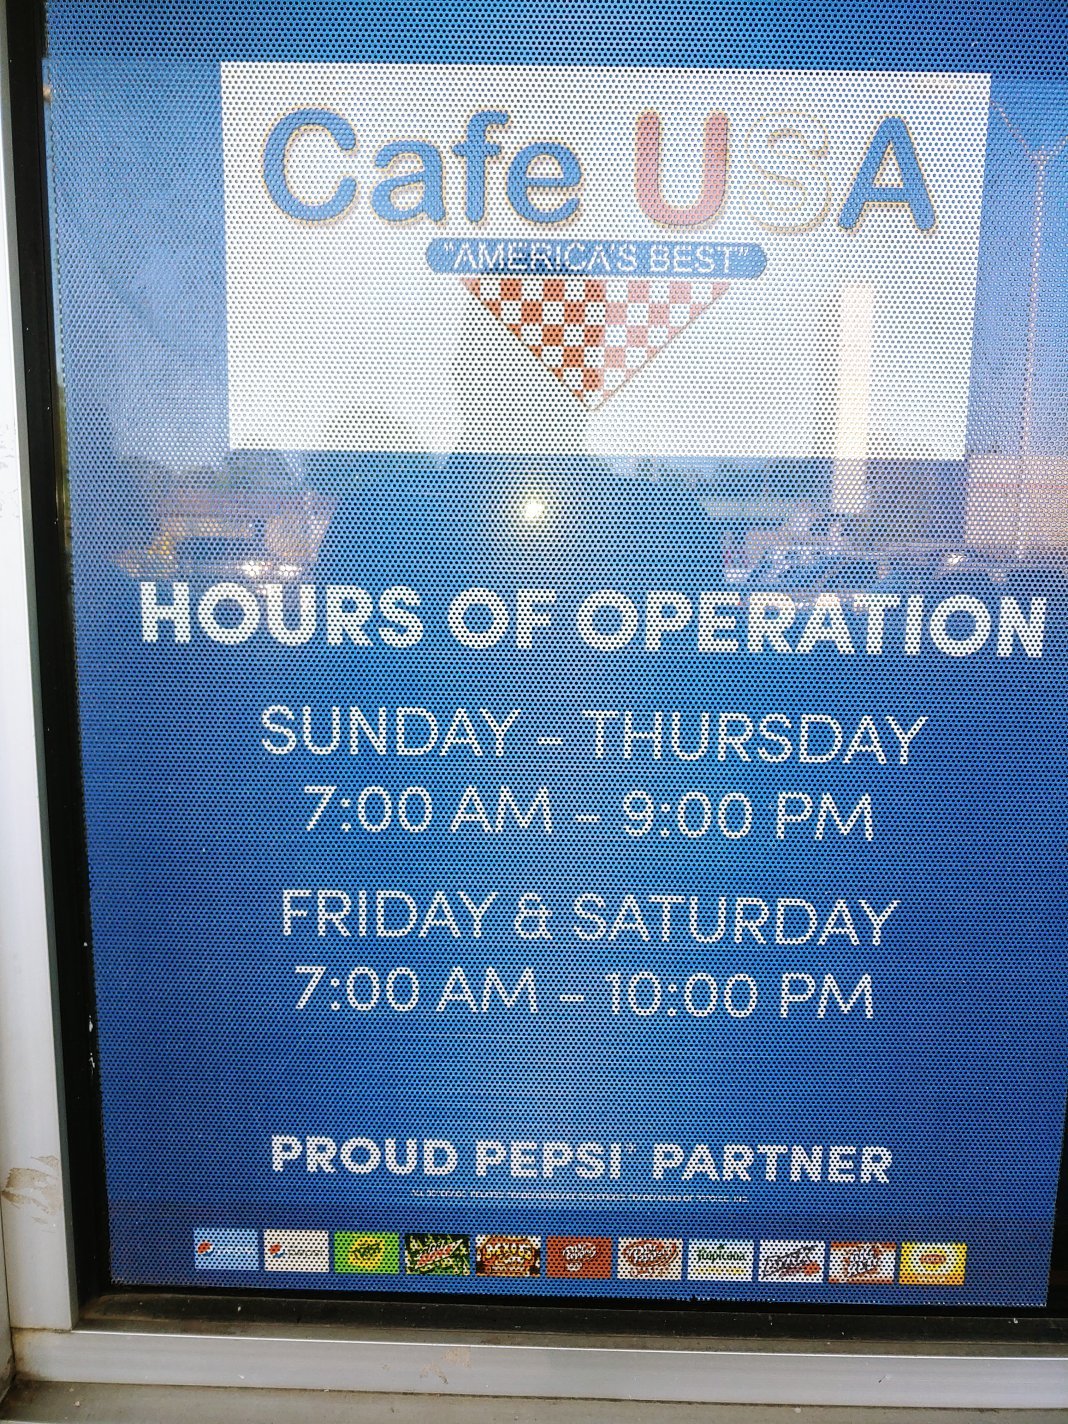 Cafe USA
"AMERICA'S BEST"
HOURS OF OPERATION
SUNDAY - THURSDAY
7:00 AM - 9:00 PM
FRIDAY & SATURDAY
7:00 AM - 10:00 PM
PROUD PEPSI® PARTNER